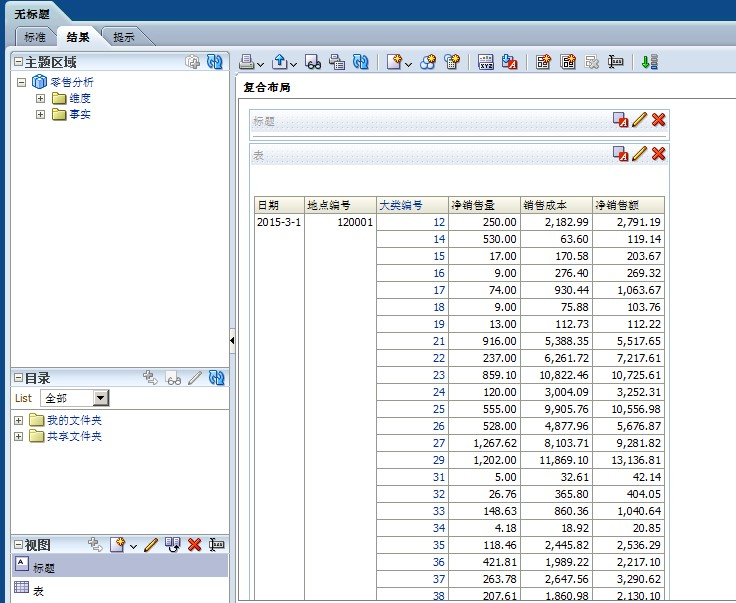 无标题
标准 结果 提示
主题区域
零售分析
维度
事实
目录
List 全部
我的文件夹
共享文件夹
视图
标题
表
复合布局
标题
表
日期 地点编号 大类编号 净销售量 销售成本 净销售额
2015-3-1 120001 12 250.00 2,182.99 2,791.19
14 530.00 63.60 119.14
15 17.00 170.58 203.67
16 9.00 276.40 269.32
17 74.00 930.44 1,063.67
18 9.00 75.88 103.76
19 13.00 112.73 112.22
21 916.00 5,388.35 5,517.65
22 237.00 6,261.72 7,217.61
23 859.10 10,822.46 10,725.61
24 120.00 3,004.09 3,252.31
25 555.00 9,905.76 10,556.98
26 528.00 4,877.96 5,676.87
27 1,267.62 8,103.71 9,281.82
29 1,202.00 11,869.10 13,136.81
31 5.00 32.61 42.14
32 26.76 365.80 404.05
33 148.63 860.36 1,040.64
34 4.18 18.92 20.85
35 118.46 2,445.82 2,536.29
36 421.81 1,989.22 2,217.10
37 263.78 2,647.56 3,290.62
38 207.61 1,860.98 2,130.10